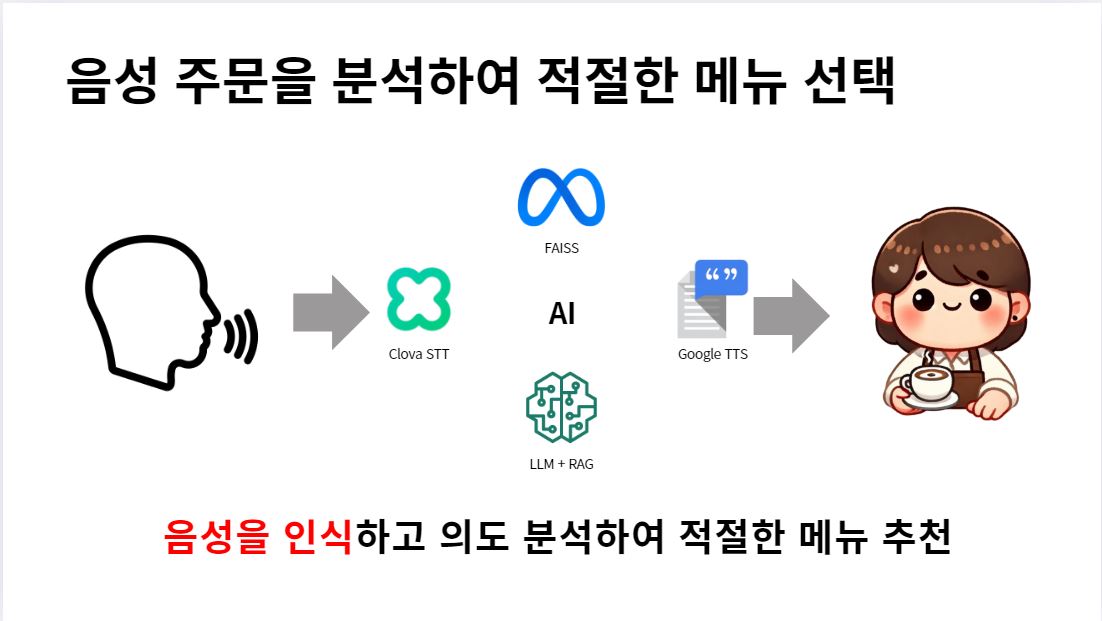 음성 주문을 분석하여 적절한 메뉴 선택
FAISS
AI
Clova STT
Google TTS
LLM + RAG
음성을 인식하고 의도 분석하여 적절한 메뉴 추천